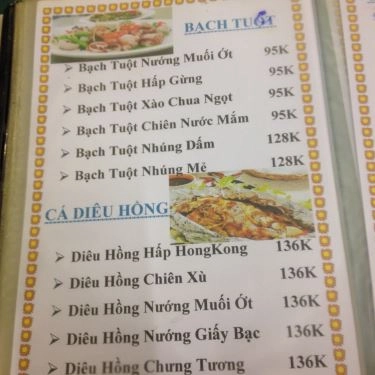 BẠCH TUỘT
➢ Bạch Tuột Nướng Muối Ớt 95K
➢ Bạch Tuột Hấp Gừng 95K
➢ Bạch Tuột Xào Chua Ngọt 95K
➢ Bạch Tuột Chiên Nước Mắm 95K
➢ Bạch Tuột Nhúng Dấm 128K
➢ Bạch Tuột Nhúng Mẻ 128K
CÁ DIÊU HỒNG
➢ Diêu Hồng Hấp HongKong 136K
➢ Diêu Hồng Chiên Xù 136K
➢ Diêu Hồng Nướng Muối Ớt 136K
➢ Diêu Hồng Nướng Giấy Bạc 136K
➢ Diêu Hồng Chưng Tương 136K